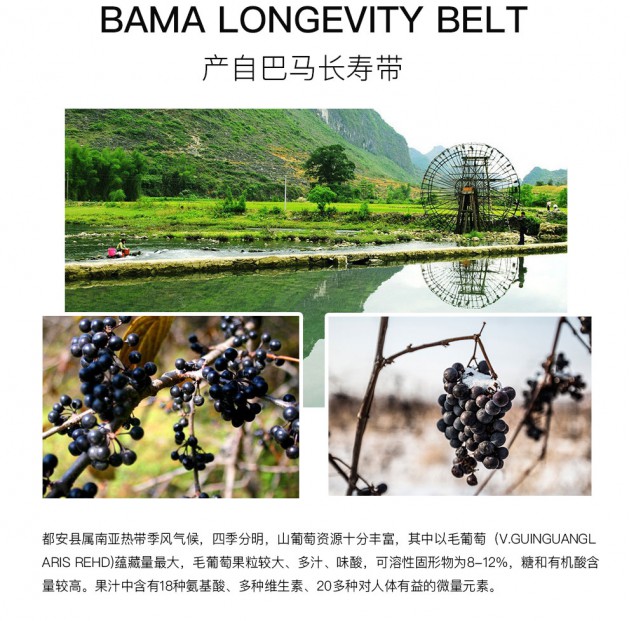 BAMA LONGEVITY BELT
产自巴马长寿带
都安县属南亚热带季风气候，四季分明，山葡萄资源十分丰富，其中以毛葡萄（V.GUINGUANGL
ARIS REHD)蕴藏量最大，毛葡萄果粒较大、多汁、味酸，可溶性固形物为8-12%，糖和有机酸含
量较高。果汁中含有18种氨基酸、多种维生素、20多种对人体有益的微量元素。